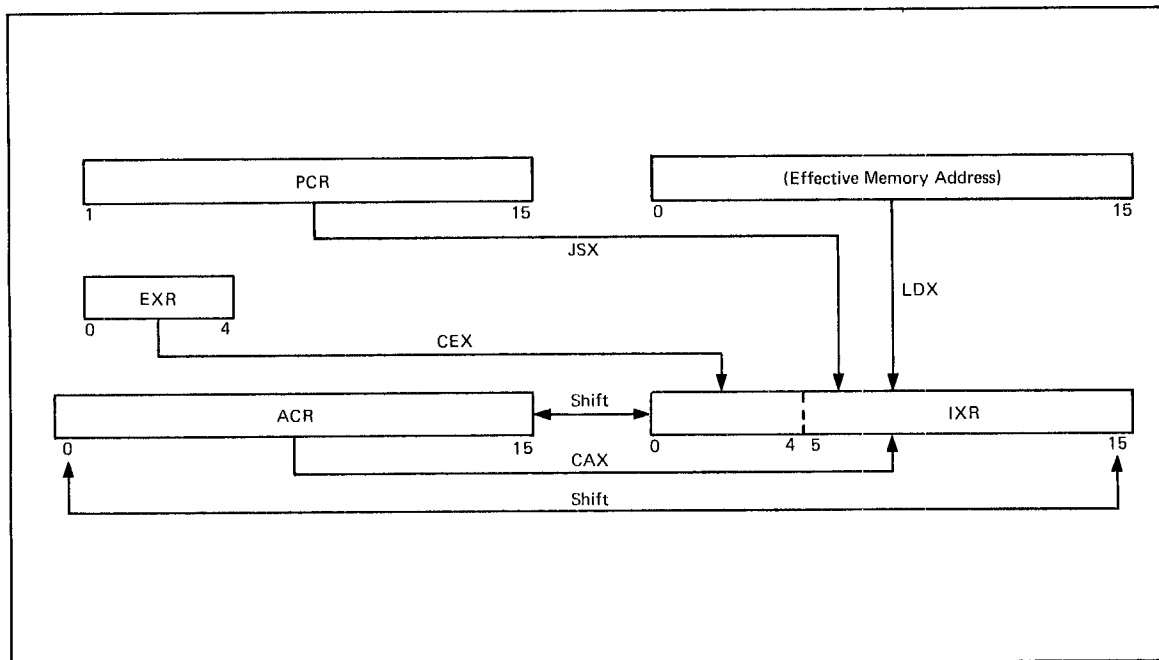 PCR
(Effective Memory Address)
1 15
0 15
JSX
EXR
LDX
0 4
CEX
ACR
Shift
IXR
0 15
0 4 5 15
CAX
Shift